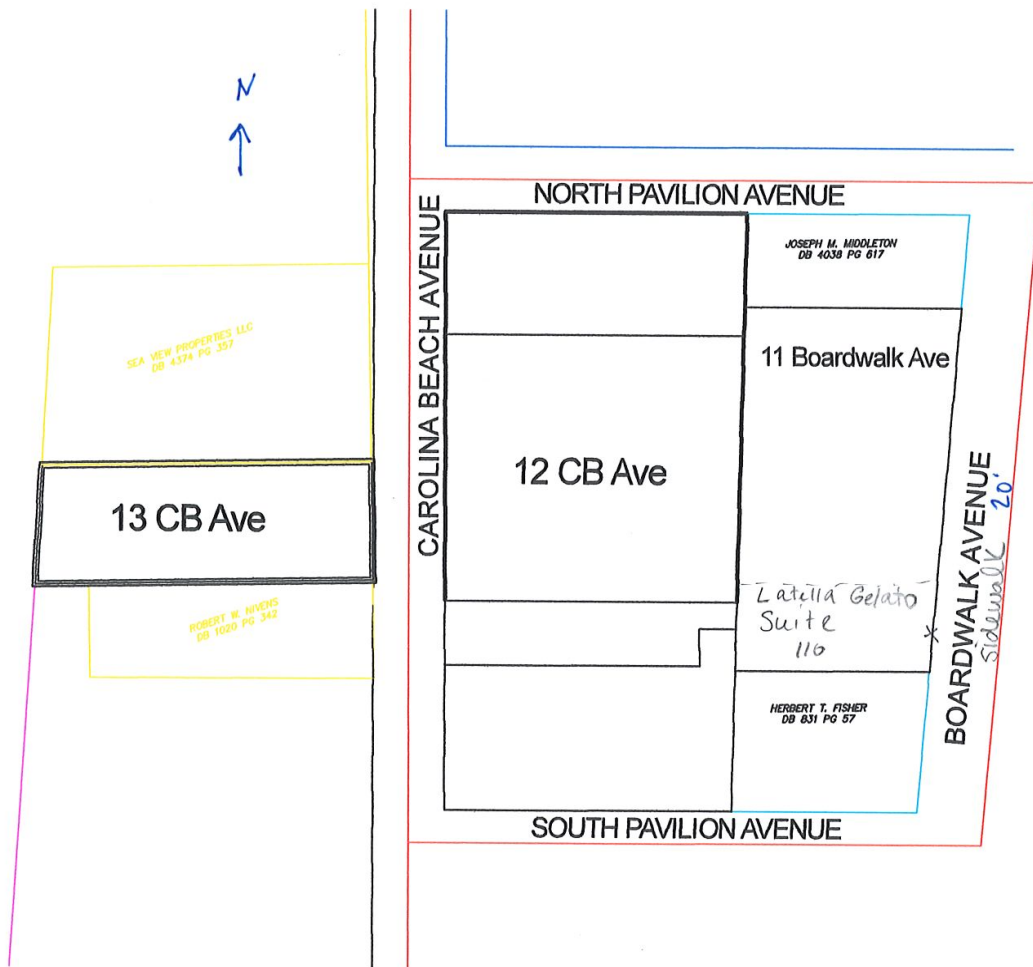 N
NORTH PAVILION AVENUE
CAROLINA BEACH AVENUE
JOSEPH M. MIDDLETON
DB 4038 PG 617
SEA VIEW PROPERTIES LLC
DB 4374 PG 357
11 Boardwalk Ave
12 CB Ave
13 CB Ave
BOARDWALK AVENUE
20'
Sidewalk
Latella Gelato
Suite
110
X
ROBERT W. NIVENS
DB 1020 PG 342
HERBERT T. FISHER
DB 831 PG 57
SOUTH PAVILION AVENUE